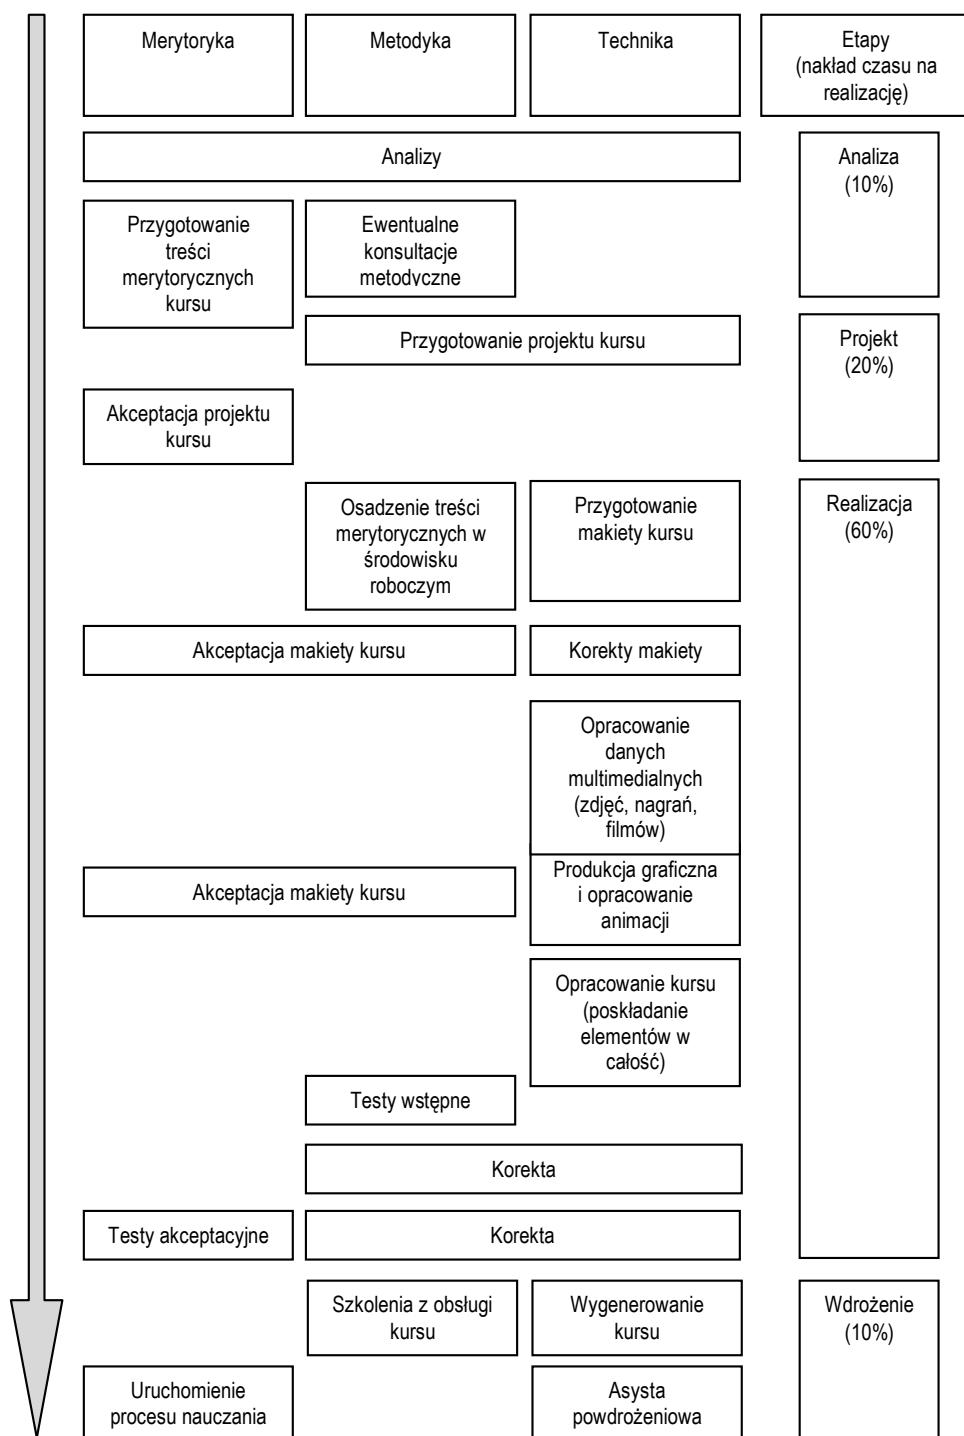 Merytoryka
Metodyka
Technika
Etapy
(nakład czasu na
realizację)
Analizy
Analiza
(10%)
Przygotowanie
treści
merytorycznych
kursu
Ewentualne
konsultacje
metodyczne
Przygotowanie projektu kursu
Projekt
(20%)
Akceptacja projektu
kursu
Osadzenie treści
merytorycznych w
środowisku
roboczym
Przygotowanie
makiety kursu
Realizacja
(60%)
Akceptacja makiety kursu
Korekty makiety
Opracowanie
danych
multimedialnych
(zdjęć, nagrań,
filmów)
Akceptacja makiety kursu
Produkcja graficzna
i opracowanie
animacji
Opracowanie kursu
(poskładanie
elementów w
całość)
Testy wstępne
Korekta
Testy akceptacyjne
Korekta
Szkolenia z obsługi
kursu
Wygenerowanie
kursu
Wdrożenie
(10%)
Uruchomienie
procesu nauczania
Asysta
powdrożeniowa